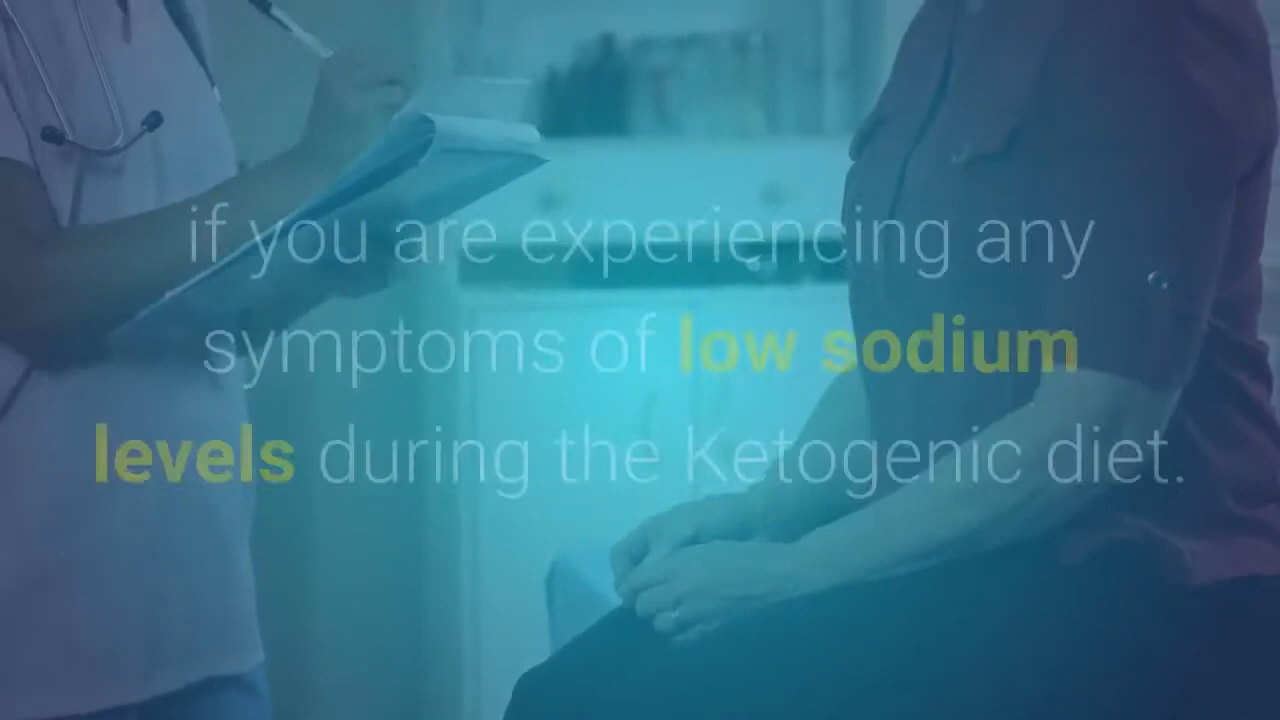 if you are experiencing any
symptoms of low sodium
levels during the Ketogenic diet.